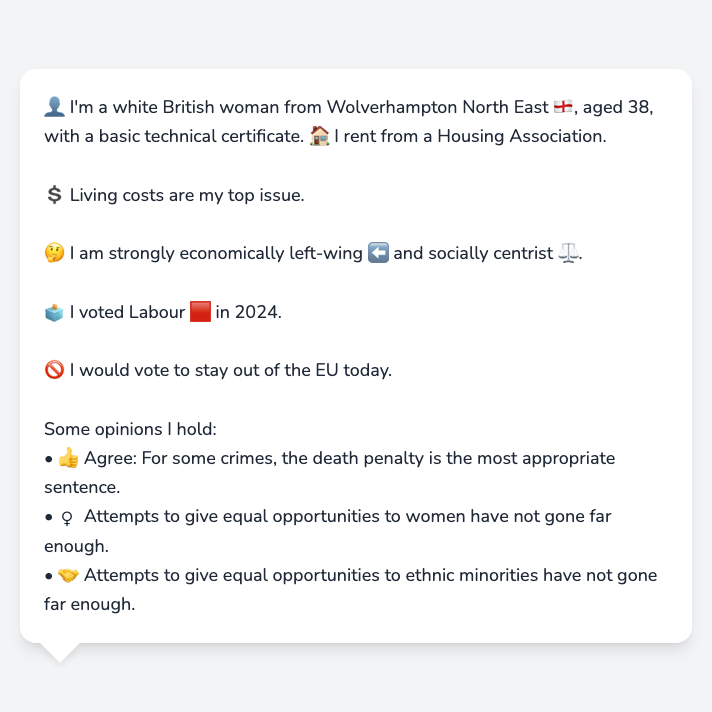 👤 I'm a white British woman from Wolverhampton North East 🏴󠁧󠁢󠁥󠁮󠁧󠁿, aged 38,
with a basic technical certificate. 🏠 I rent from a Housing Association.
💲 Living costs are my top issue.
🤔 I am strongly economically left-wing ⬅️ and socially centrist ⚖️.
🗳️ I voted Labour 🟥 in 2024.
🚫 I would vote to stay out of the EU today.
Some opinions I hold:
• 👍 Agree: For some crimes, the death penalty is the most appropriate
sentence.
• ♀ Attempts to give equal opportunities to women have not gone far
enough.
• 🤝 Attempts to give equal opportunities to ethnic minorities have not gone
far enough.